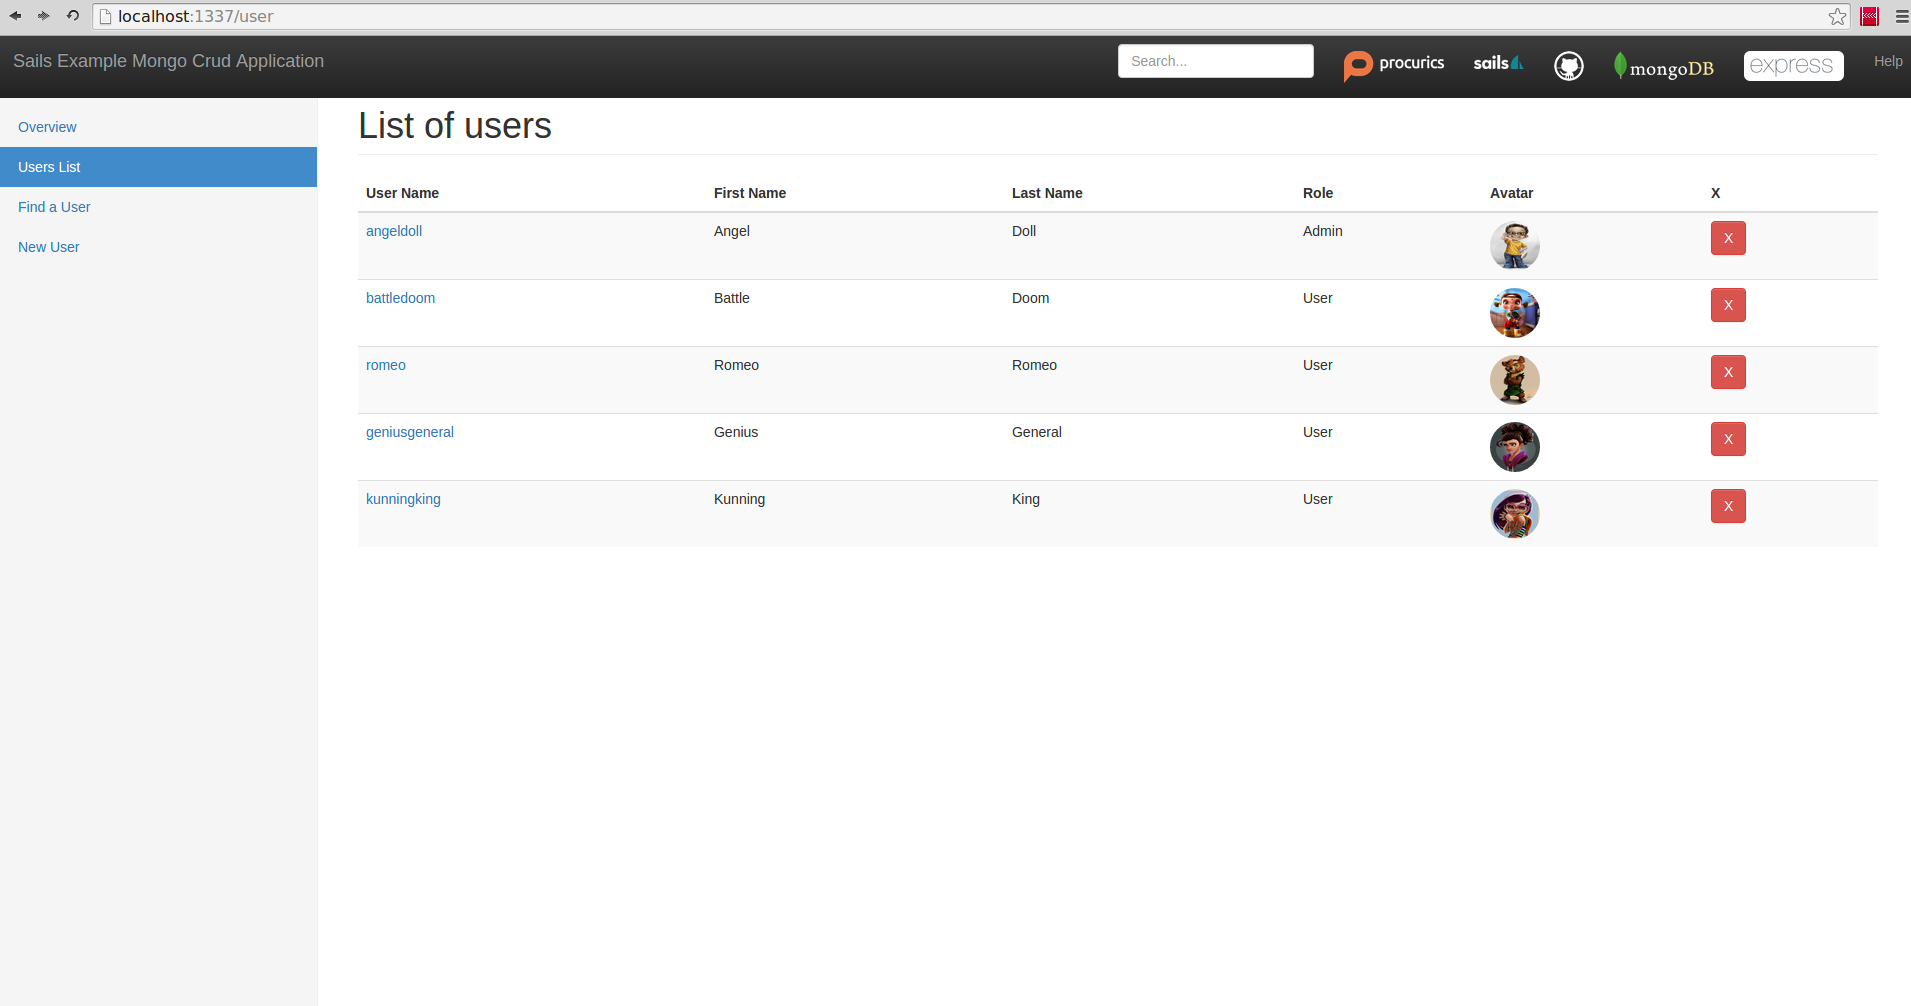 localhost:1337/user
Sails Example Mongo Crud Application
Search...
procurics
sails
mongoDB
express
Help
Overview
Users List
Find a User
New User
List of users
User Name First Name Last Name Role Avatar X
angeldoll Angel Doll Admin X
battledoom Battle Doom User X
romeo Romeo Romeo User X
geniusgeneral Genius General User X
kunningking Kunning King User X